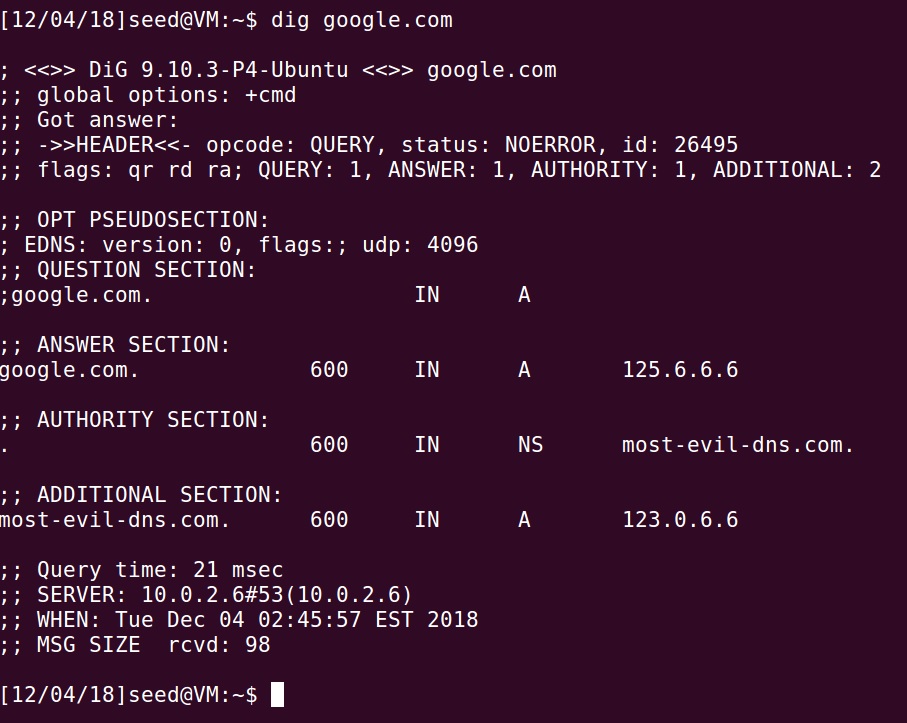 [12/04/18]seed@VM:~$ dig google.com
; <<>> DiG 9.10.3-P4-Ubuntu <<>> google.com
;; global options: +cmd
;; Got answer:
;; ->>HEADER<<- opcode: QUERY, status: NOERROR, id: 26495
;; flags: qr rd ra; QUERY: 1, ANSWER: 1, AUTHORITY: 1, ADDITIONAL: 2
;; OPT PSEUDOSECTION:
; EDNS: version: 0, flags:; udp: 4096
;; QUESTION SECTION:
;google.com. IN A
;; ANSWER SECTION:
google.com. 600 IN A 125.6.6.6
;; AUTHORITY SECTION:
. 600 IN NS most-evil-dns.com.
;; ADDITIONAL SECTION:
most-evil-dns.com. 600 IN A 123.0.6.6
;; Query time: 21 msec
;; SERVER: 10.0.2.6#53(10.0.2.6)
;; WHEN: Tue Dec 04 02:45:57 EST 2018
;; MSG SIZE  rcvd: 98
[12/04/18]seed@VM:~$